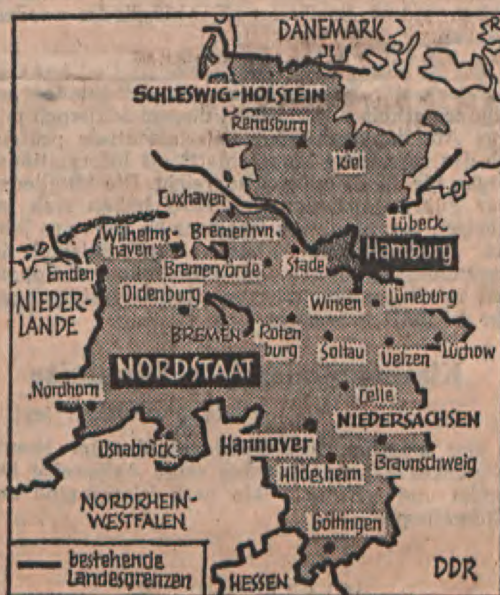 DÄNEMARK
SCHLESWIG-HOLSTEIN
Rendsburg
Kiel
Cuxhaven
Lübeck
Wilhelms-
haven
Bremerhvn.
Hamburg
Emden
Bremervörde
Stade
NIEDER-
LANDE
Oldenburg
Winsen
Lüneburg
BREMEN
Roten
burg
Soltau
Uelzen
Lüchow
NORDSTAAT
Nordhorn
Celle
NIEDERSACHSEN
Osnabrück
Hannover
Braunschweig
Hildesheim
NORDRHEIN-
WESTFALEN
Göttingen
bestehende
Landesgrenzen
HESSEN
DDR